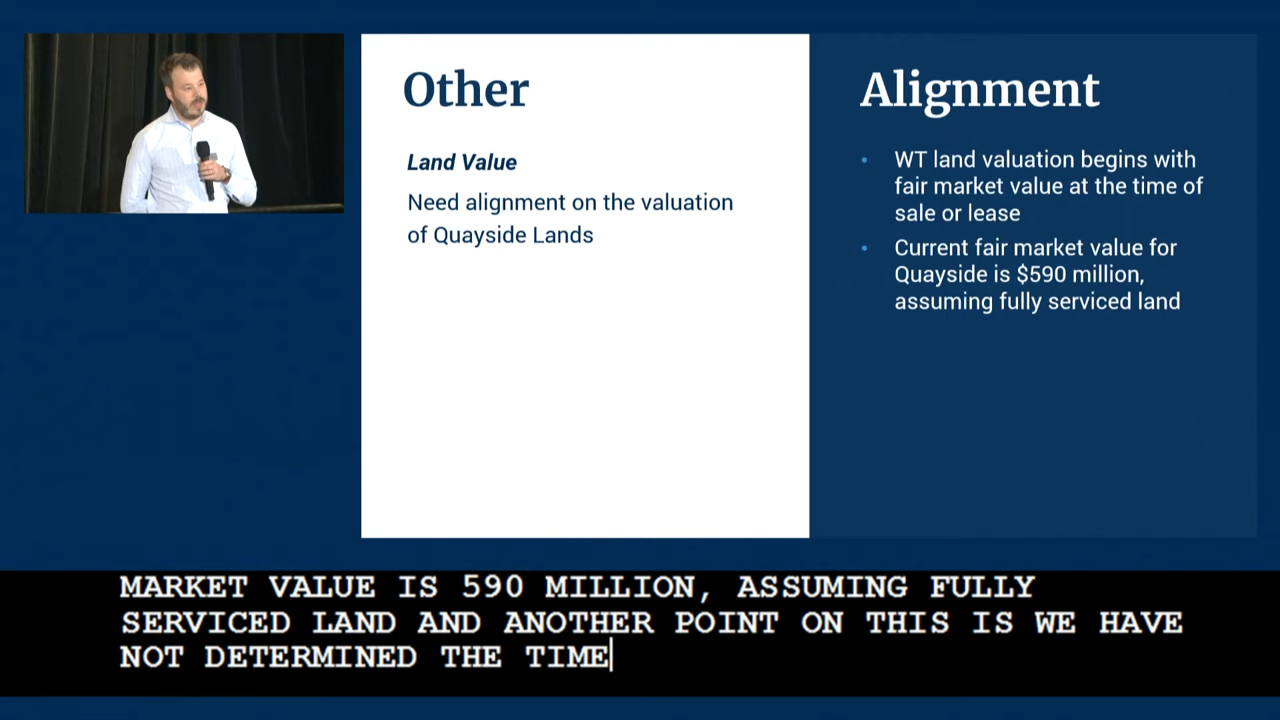 Other
Land Value
Need alignment on the valuation
of Quayside Lands
Alignment
• WT land valuation begins with
fair market value at the time of
sale or lease
• Current fair market value for
Quayside is $590 million,
assuming fully serviced land
MARKET VALUE IS 590 MILLION, ASSUMING FULLY
SERVICED LAND AND ANOTHER POINT ON THIS IS WE HAVE
NOT DETERMINED THE TIME